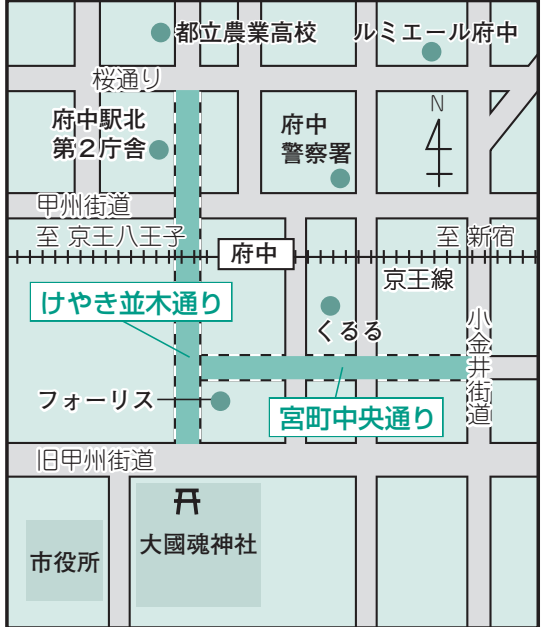 都立農業高校
ルミエール府中
桜通り
府中駅北
第２庁舎
府中
警察署
N
甲州街道
至 京王八王子
府中
至 新宿
京王線
けやき並木通り
くるる
小金井街道
フォーリス
宮町中央通り
旧甲州街道
大國魂神社
市役所